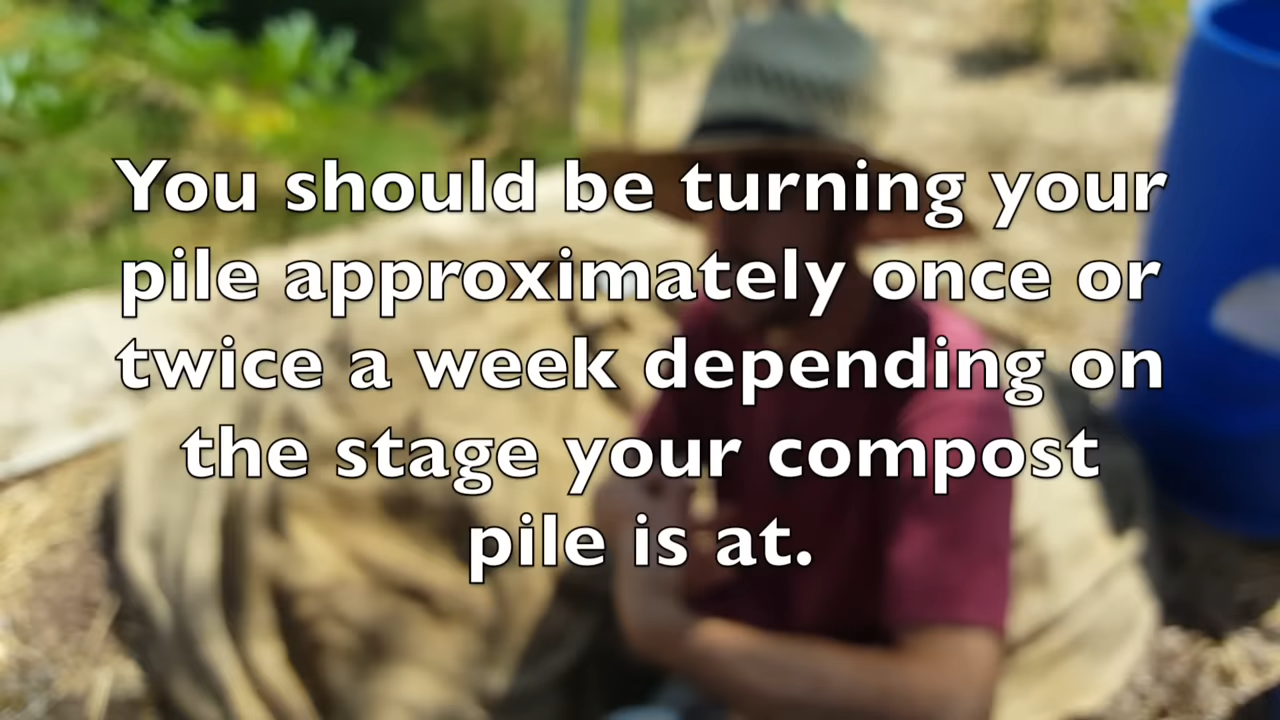 You should be turning your
pile approximately once or
twice a week depending on
the stage your compost
pile is at.